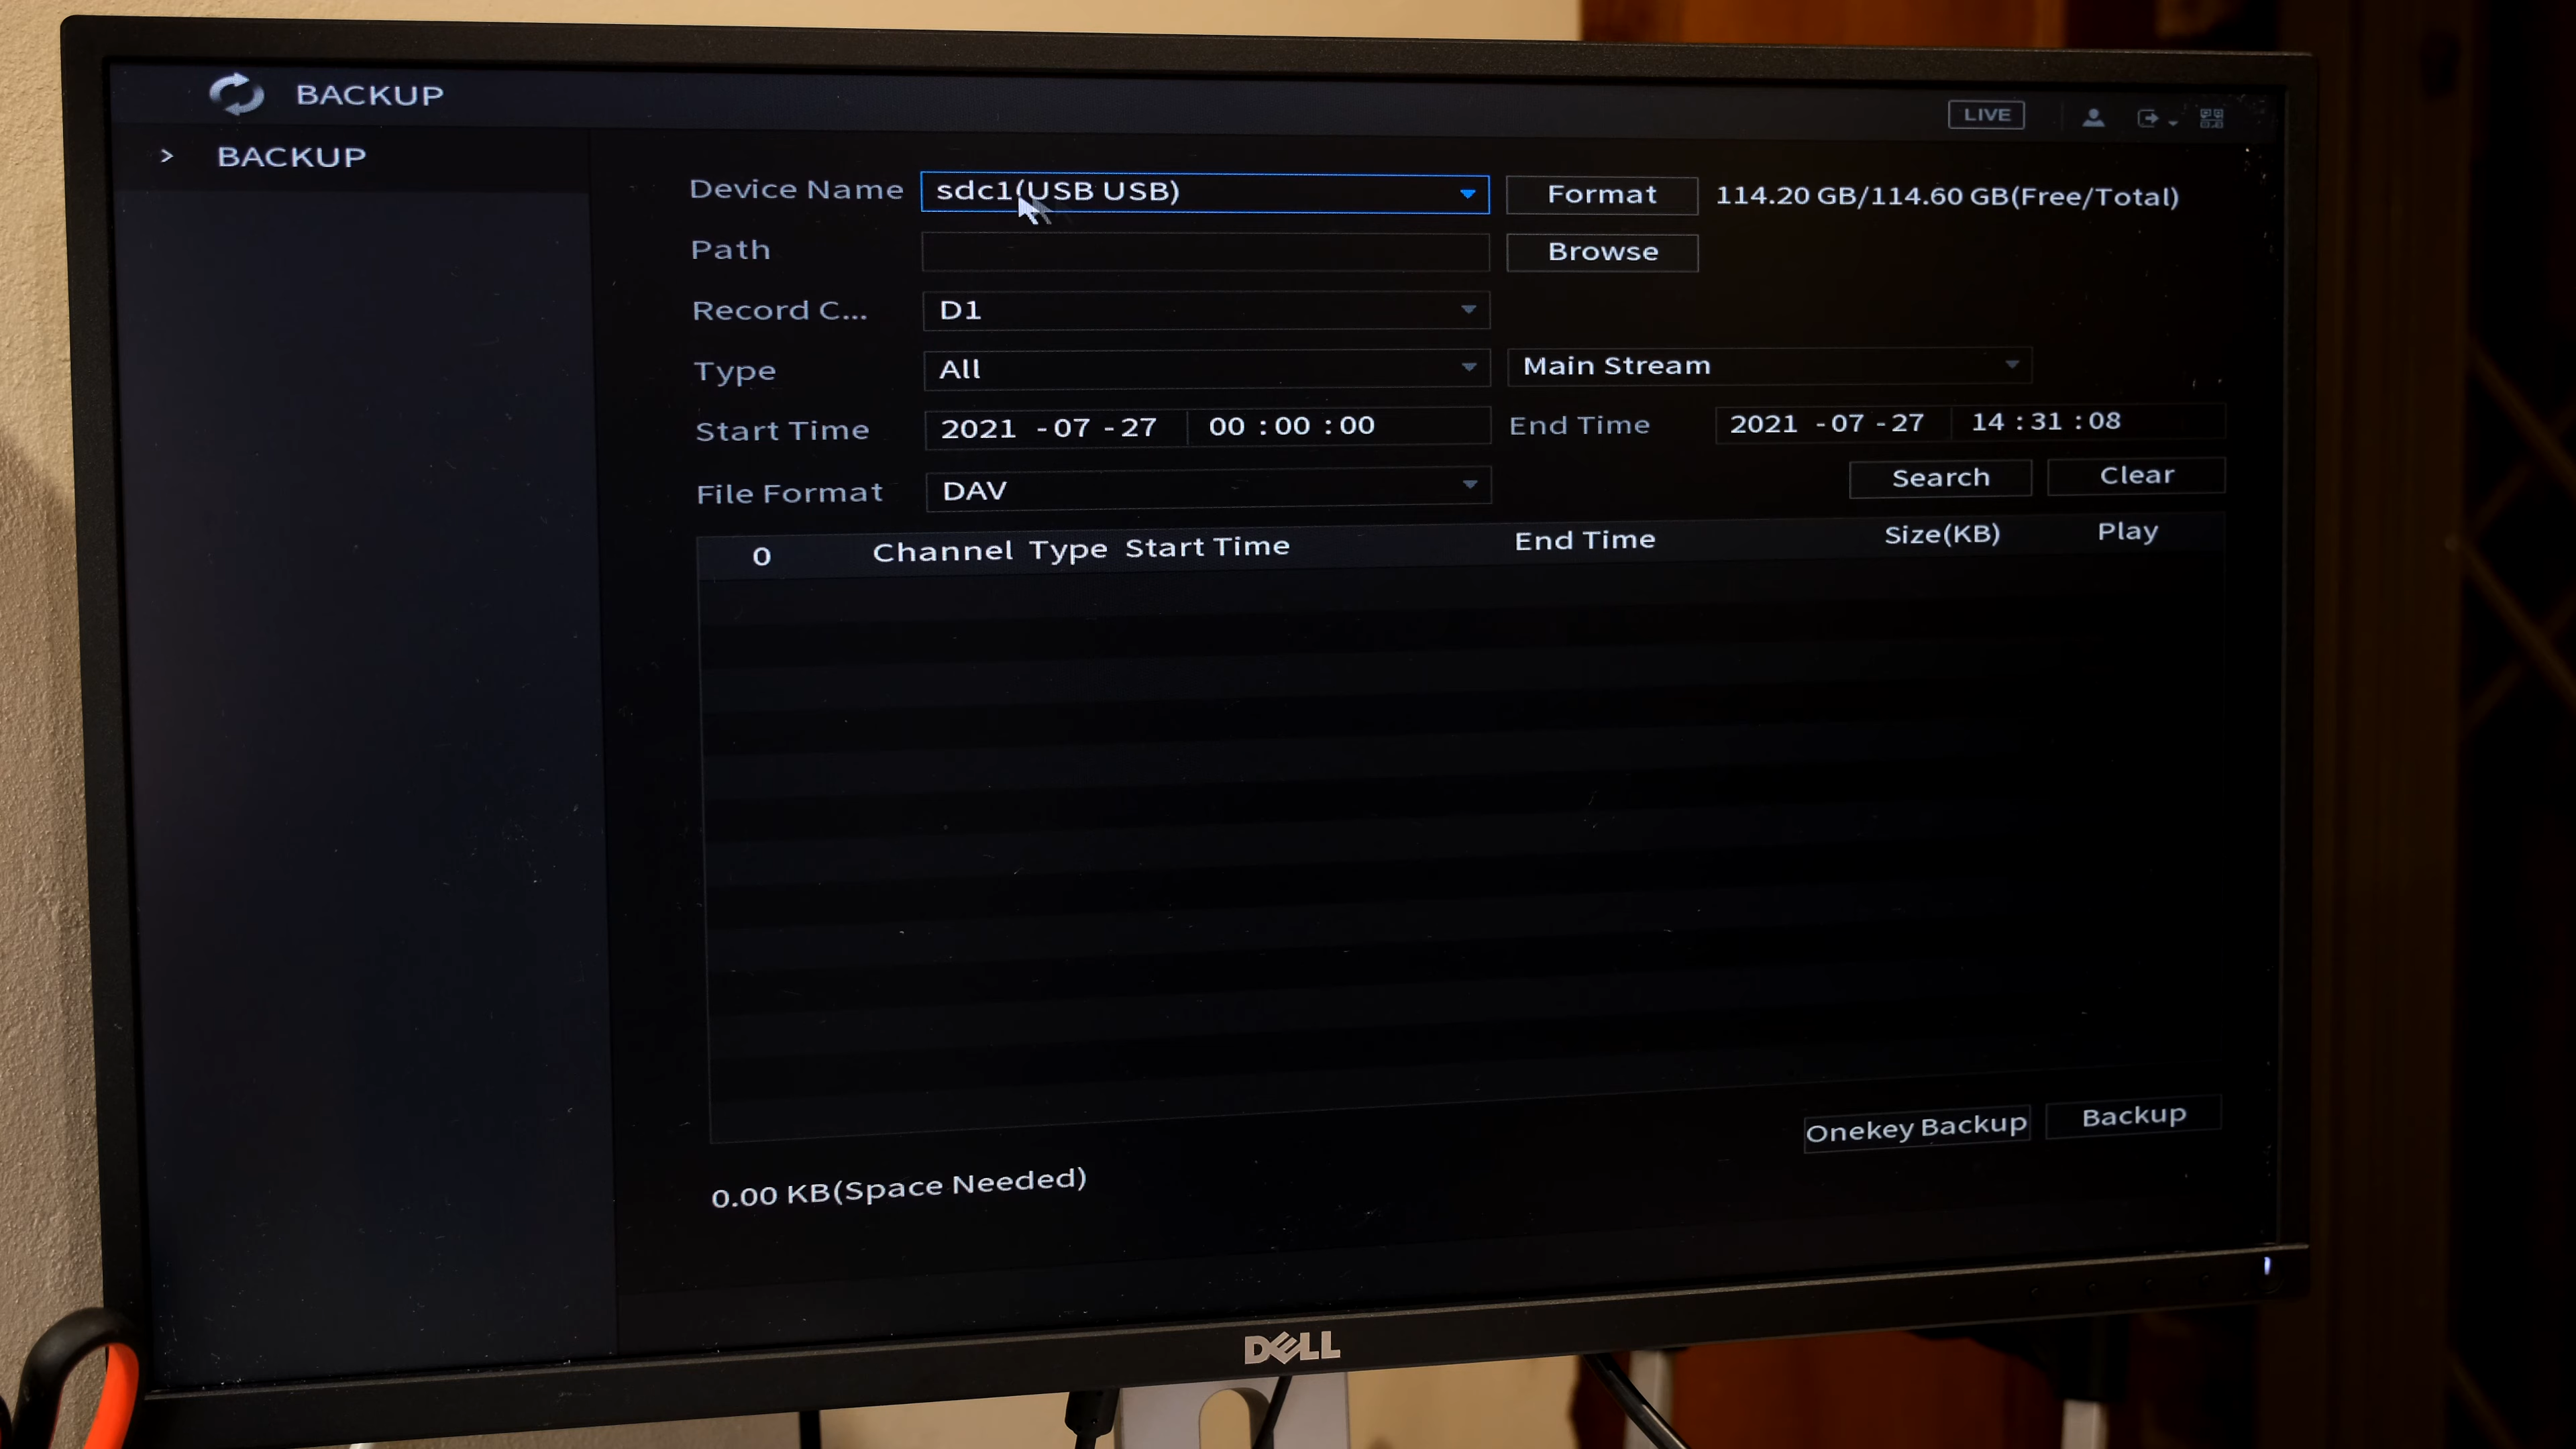 BACKUP
LIVE
> BACKUP
Device Name sdc1(USB USB) Format 114.20 GB/114.60 GB(Free/Total)
Path Browse
Record C... D1
Type All Main Stream
Start Time 2021 -07 -27 00 :00 :00 End Time 2021 -07 -27 14 :31 :08
File Format DAV Search Clear
0 Channel Type Start Time End Time Size(KB) Play
Onekey Backup Backup
0.00 KB(Space Needed)
DELL